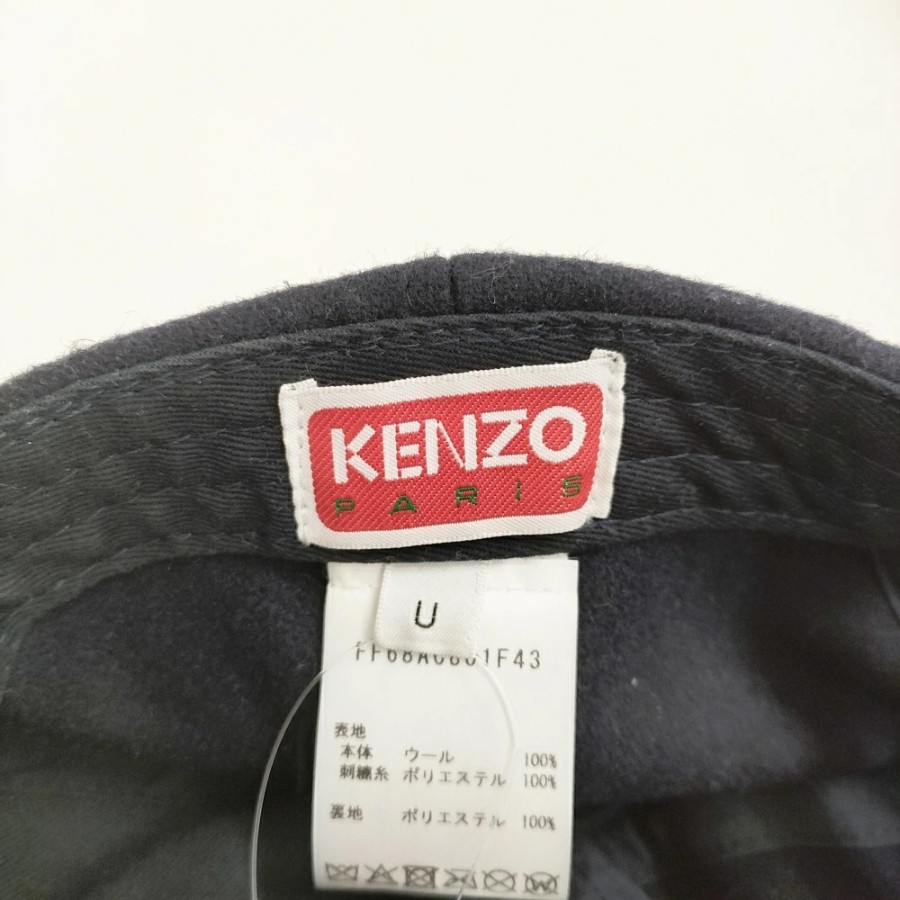 KENZO
PARIS
U
表地
本体 ウール 100%
刺繍糸 ポリエステル 100%
裏地 ポリエステル 100%